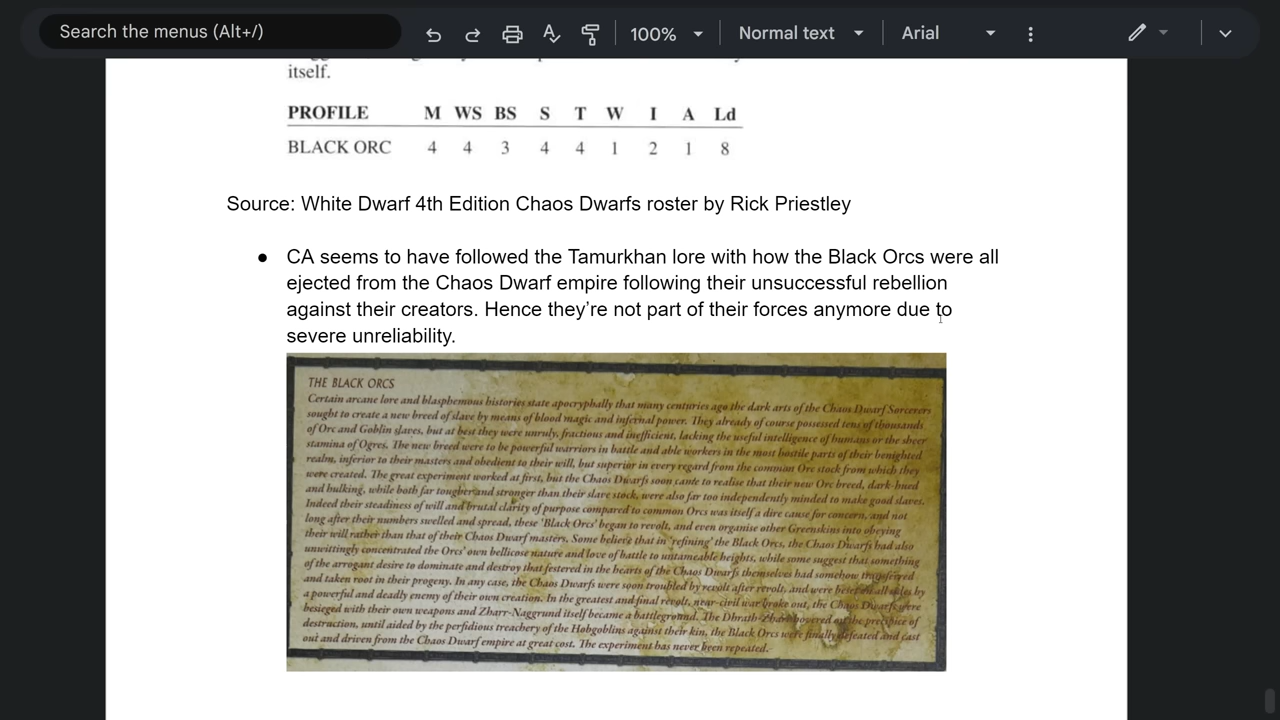 Search the menus (Alt+/)
100%
Normal text
Arial
itself.
PROFILE M WS BS S T W I A Ld
BLACK ORC 4 4 3 4 4 1 2 1 8
Source: White Dwarf 4th Edition Chaos Dwarfs roster by Rick Priestley
● CA seems to have followed the Tamurkhan lore with how the Black Orcs were all
ejected from the Chaos Dwarf empire following their unsuccessful rebellion
against their creators. Hence they’re not part of their forces anymore due to
severe unreliability.
THE BLACK ORCS
Certain arcane lore and blasphemous histories state apocryphally that many centuries ago the dark arts of the Chaos Dwarf Sorcerers
sought to create a new breed of slave by means of blood magic and infernal power. They already of course possessed tens of thousands
of Orc and Goblin slaves, but at best they were unruly, fractious and inefficient, lacking the useful intelligence of humans or the sheer
stamina of Ogres. The new breed were to be powerful warriors in battle and able workers in the most hostile parts of their benighted
realm, inferior to their masters and obedient to their will, but superior in every regard from the common Orc stock from which they
were created. The great experiment worked at first, but the Chaos Dwarfs soon came to realise that their new Orc breed, dark-hued
and hulking, while both far tougher and stronger than their slave stock, were also far too independently minded to make good slaves.
Indeed their steadiness of will and brutal clarity of purpose compared to common Orcs was itself a dire cause for concern, and not
long after their numbers swelled and spread, these 'Black Orcs' began to revolt, and even organise other Greenskins into obeying
their will rather than that of their Chaos Dwarf masters. Some believe that in 'refining' the Black Orcs, the Chaos Dwarfs had also
unwittingly concentrated the Orcs' own bellicose nature and love of battle to untameable heights, while some suggest that something
of the arrogant desire to dominate and destroy that festered in the hearts of the Chaos Dwarfs themselves had somehow transferred
and taken root in their progeny. In any case, the Chaos Dwarfs were soon troubled by revolt after revolt, and were beset on all sides by
a powerful and deadly enemy of their own creation. In the greatest and final revolt, near-civil war broke out, the Chaos Dwarfs were
besieged with their own weapons and Zharr-Naggrund itself became a battleground. The Dhrath-Zharr hovered on the precipice of
destruction, until aided by the perfidious treachery of the Hobgoblins against their kin, the Black Orcs were finally defeated and cast
out and driven from the Chaos Dwarf empire at great cost. The experiment has never been repeated.